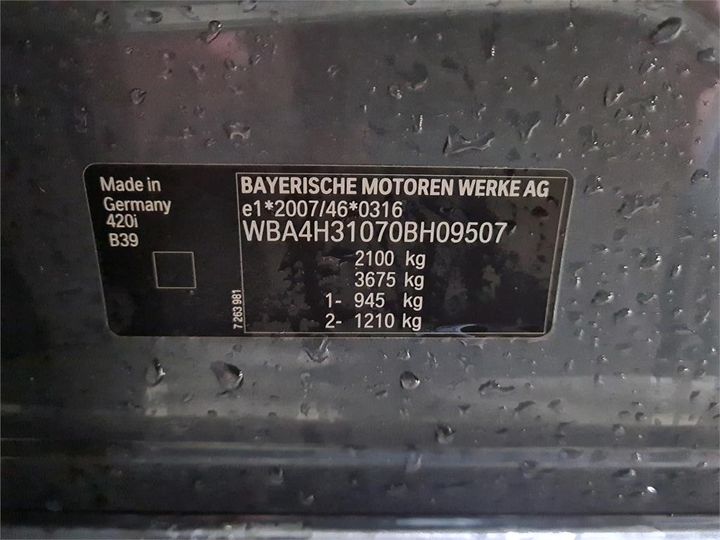 Made in
Germany
420i
B39
7 263 981
BAYERISCHE MOTOREN WERKE AG
e1*2007/46*0316
WBA4H31070BH09507
2100 kg
3675 kg
1- 945 kg
2- 1210 kg